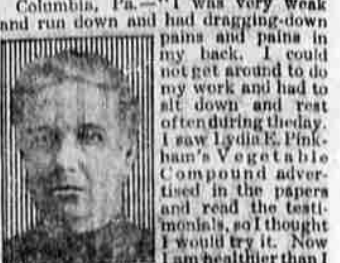 Columbia, Pa.—"I was very weak
and run down and had dragging-down
pains and pains in
my back. I could
not get around to do
my work and had to
sit down and rest
often during the day.
I saw Lydia E. Pink-
ham's Vegetable
Compound adver-
tised in the papers
and read the testi-
monials, so I thought
I would try it. Now
I am healthier than I